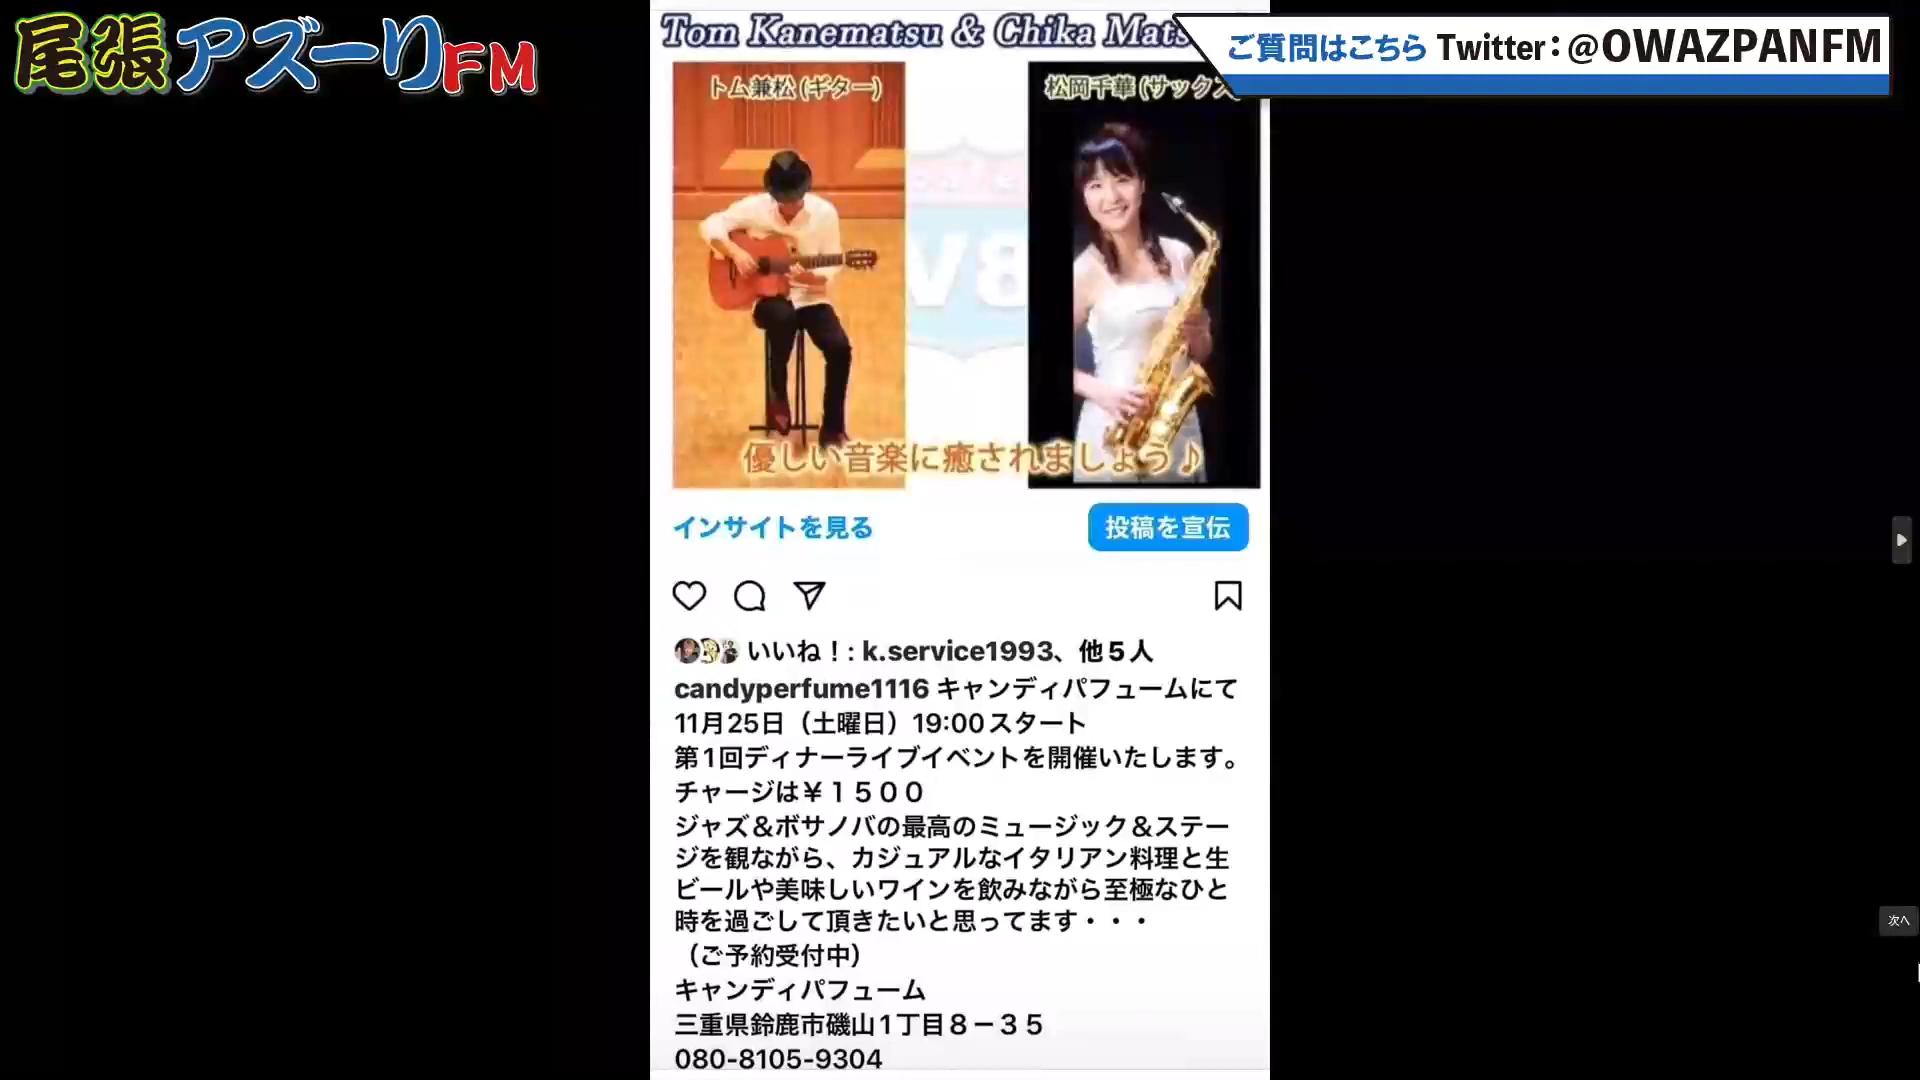 尾張アズーリFM
ご質問はこちら Twitter：@OWAZPANFM
Tom Kanematsu & Chika Mats
トム兼松(ギター)
松岡千華(サックス
V8
優しい音楽に癒されましょう♪
インサイトを見る
投稿を宣伝
いいね！: k.service1993、他５人
candyperfume1116 キャンディパフュームにて
11月25日（土曜日）19:00スタート
第1回ディナーライブイベントを開催いたします。
チャージは￥１５００
ジャズ＆ボサノバの最高のミュージック＆ステー
ジを観ながら、カジュアルなイタリアン料理と生
ビールや美味しいワインを飲みながら至極なひと
時を過ごして頂きたいと思ってます・・・
（ご予約受付中）
キャンディパフューム
三重県鈴鹿市磯山1丁目８－３５
080-8105-9304
次へ